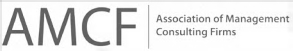 AMCF
Association of Management
Consulting Firms